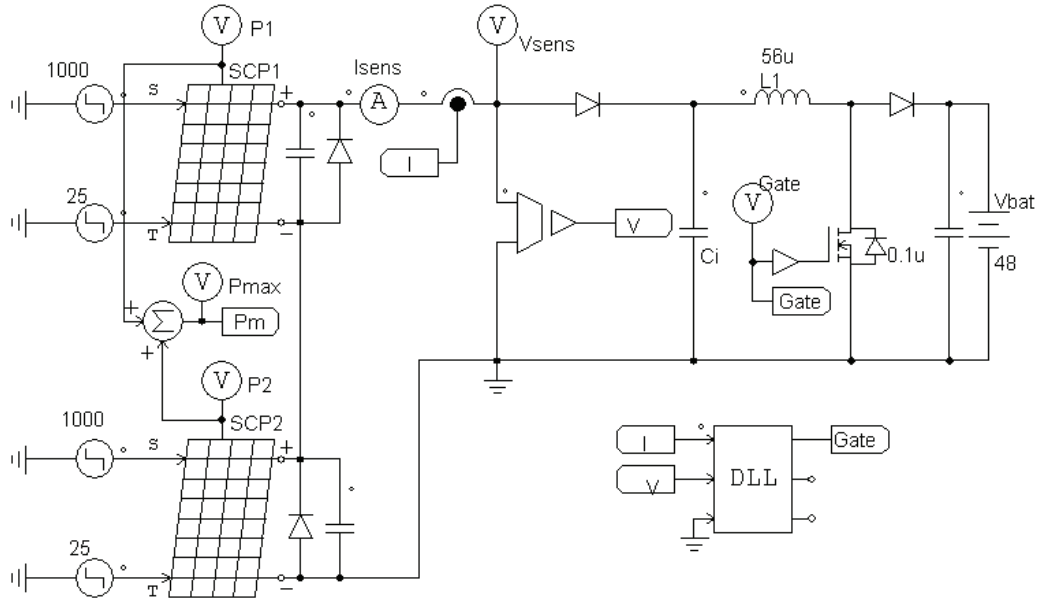 V
P1
V
Vsens
1000
S
SCP1
+
Isens
A
56u
L1
I
25
T
−
V
Gate
V
Ci
0.1u
Gate
Vbat
48
V
Pmax
+
Σ
Pm
+
V
P2
1000
S
SCP2
+
I
V
DLL
Gate
25
T
−